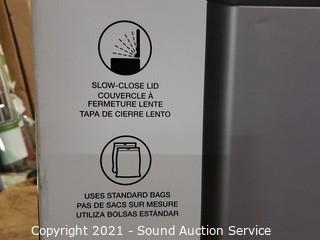 SLOW-CLOSE LID
COUVERCLE À
FERMETURE LENTE
TAPA DE CIERRE LENTO
USES STANDARD BAGS
PAS DE SACS SUR MESURE
UTILIZA BOLSAS ESTÁNDAR
Copyright 2021 - Sound Auction Service